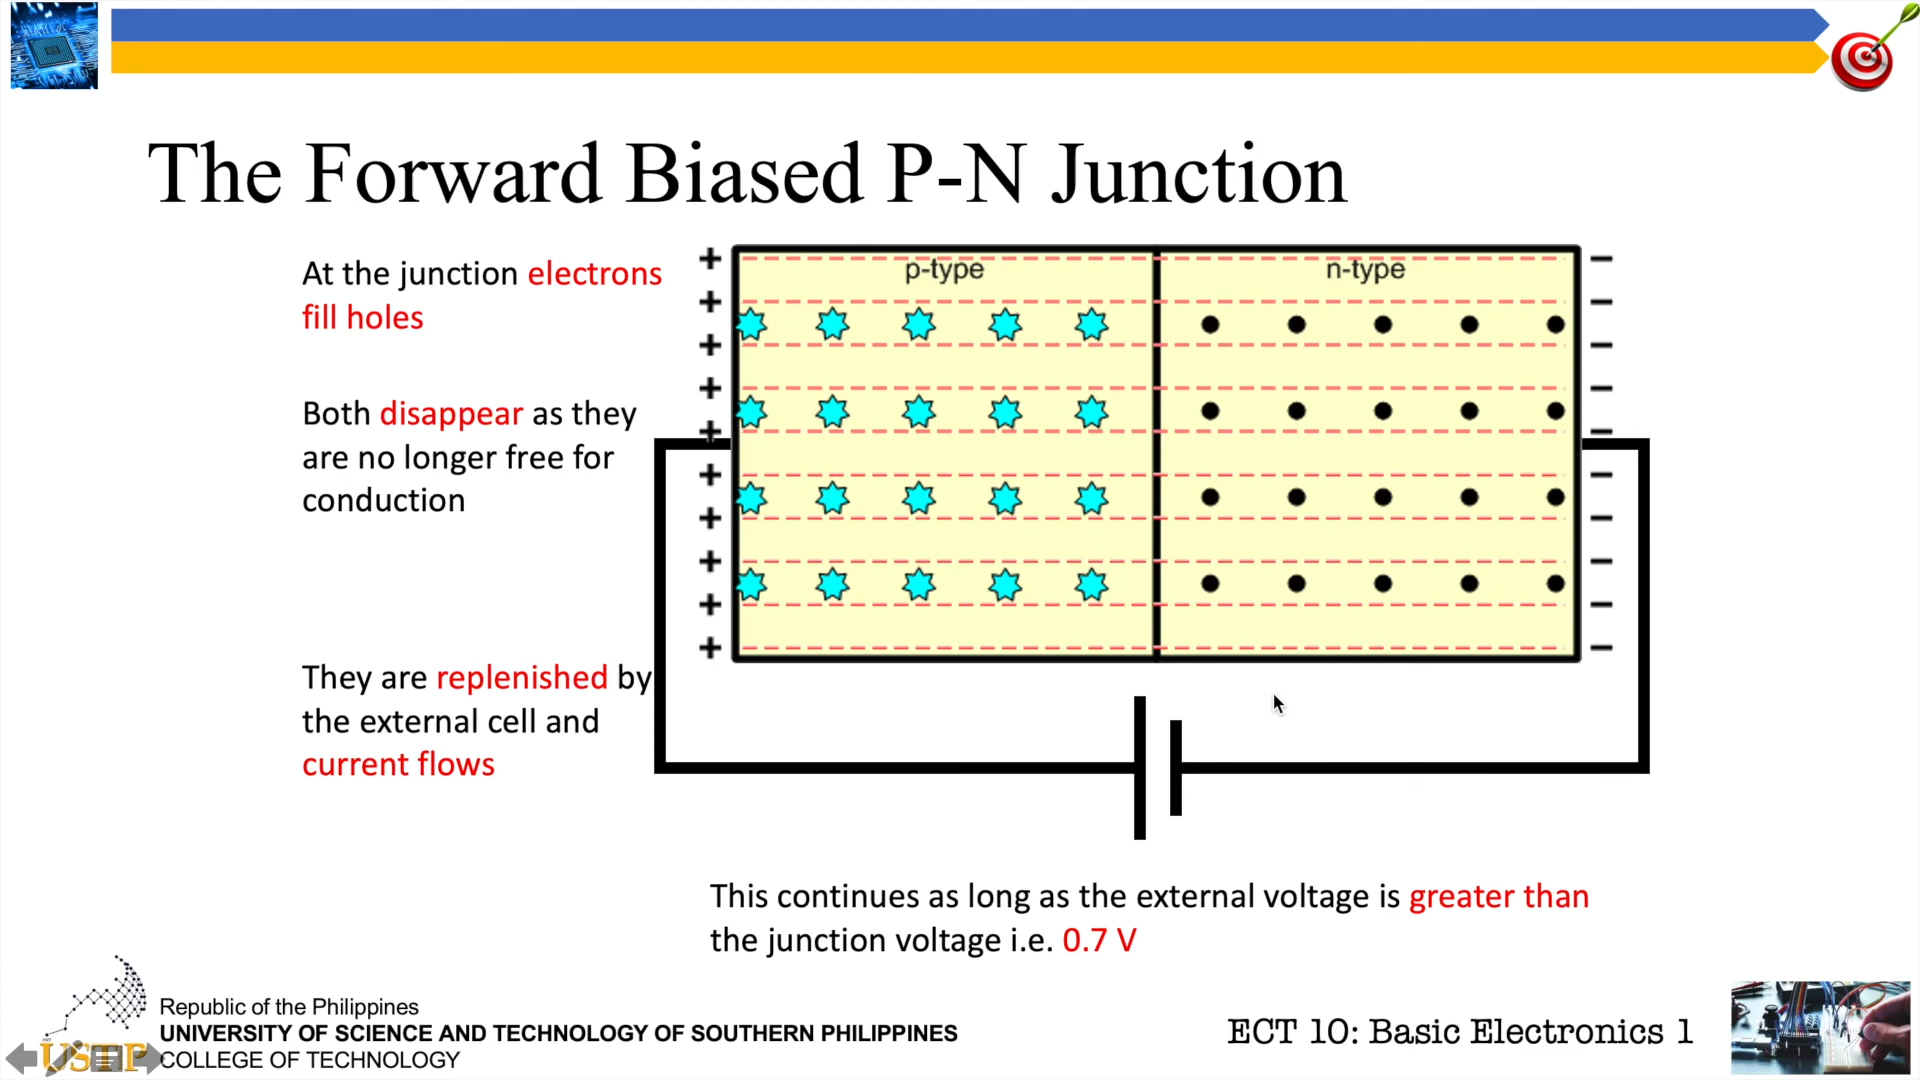 The Forward Biased P-N Junction
At the junction electrons
fill holes
Both disappear as they
are no longer free for
conduction
They are replenished by
the external cell and
current flows
p-type
n-type
This continues as long as the external voltage is greater than
the junction voltage i.e. 0.7 V
Republic of the Philippines
UNIVERSITY OF SCIENCE AND TECHNOLOGY OF SOUTHERN PHILIPPINES
COLLEGE OF TECHNOLOGY
USTP
ECT 10: Basic Electronics 1